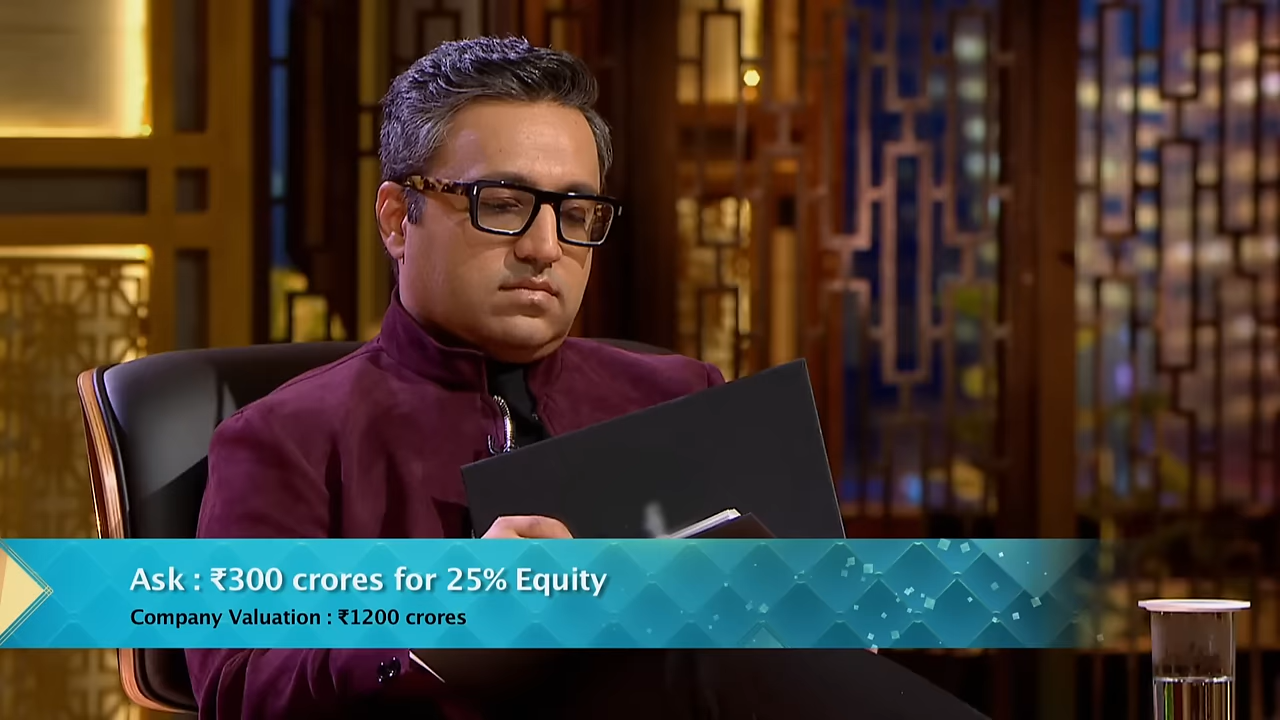 Ask : ₹300 crores for 25% Equity
Company Valuation : ₹1200 crores